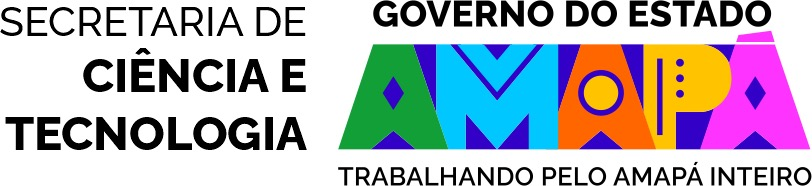 SECRETARIA DE
CIÊNCIA E
TECNOLOGIA
GOVERNO DO ESTADO
AMAPÁ
TRABALHANDO PELO AMAPÁ INTEIRO